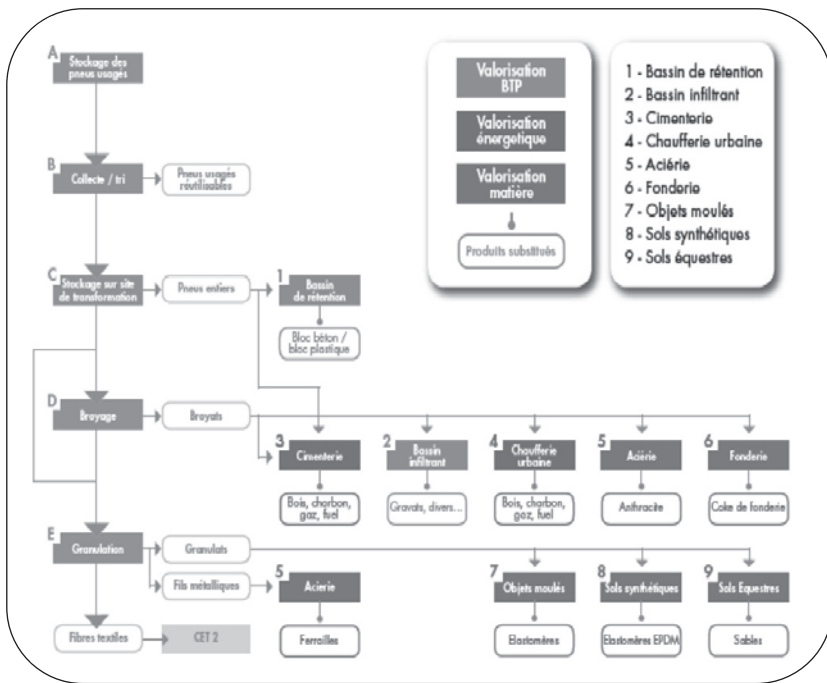 A
Stockage des
pneus usagés
B
Collecte / tri
Pneus usagés
réutilisables
C
Stockage sur site
de transformation
Pneus entiers
1
Bassin
de rétention
Bloc béton /
bloc plastique
D
Broyage
Broyats
3
Cimenterie
2
Bassin
infiltrant
4
Chaufferie
urbaine
5
Aciérie
6
Fonderie
Bois, charbon,
gaz, fuel
Gravats, divers...
Bois, charbon,
gaz, fuel
Anthracite
Coke de fonderie
E
Granulation
Granulats
Fils métalliques
5
Acierie
7
Objets moulés
8
Sols synthétiques
9
Sols Equestres
Fibres textiles
CET 2
Ferrailles
Elastomères
Elastomères EPDM
Sables
Valorisation
BTP
Valorisation
énergetique
Valorisation
matière
Produits substitués
1 - Bassin de rétention
2 - Bassin infiltrant
3 - Cimenterie
4 - Chaufferie urbaine
5 - Aciérie
6 - Fonderie
7 - Objets moulés
8 - Sols synthétiques
9 - Sols équestres